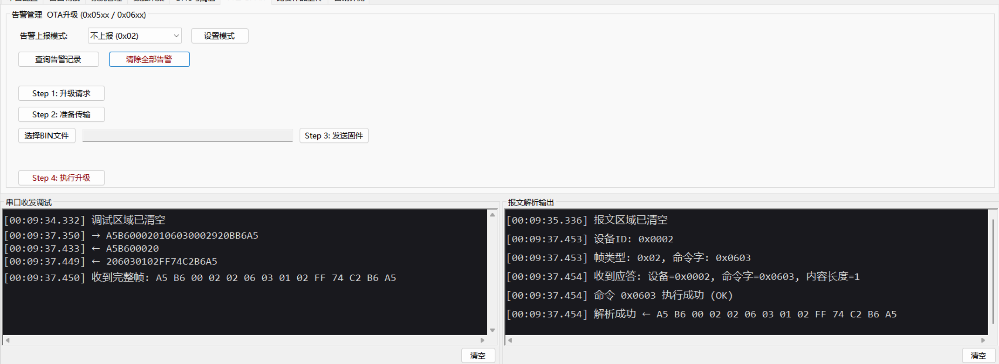 告警管理 OTA升级 (0x05xx / 0x06xx)
告警上报模式: 不上报 (0x02) 设置模式
查询告警记录 清除全部告警
Step 1: 升级请求
Step 2: 准备传输
选择BIN文件 Step 3: 发送固件
Step 4: 执行升级
串口收发调试
[00:09:34.332] 调试区域已清空
[00:09:37.350] → A5B600020106030002920BB6A5
[00:09:37.433] ← A5B600020
[00:09:37.449] ← 206030102FF74C2B6A5
[00:09:37.450] 收到完整帧: A5 B6 00 02 02 06 03 01 02 FF 74 C2 B6 A5
清空
报文解析输出
[00:09:35.336] 报文区域已清空
[00:09:37.453] 设备ID: 0x0002
[00:09:37.453] 帧类型: 0x02, 命令字: 0x0603
[00:09:37.454] 收到应答: 设备=0x0002, 命令字=0x0603, 内容长度=1
[00:09:37.454] 命令 0x0603 执行成功 (OK)
[00:09:37.454] 解析成功 ← A5 B6 00 02 02 06 03 01 02 FF 74 C2 B6 A5
清空